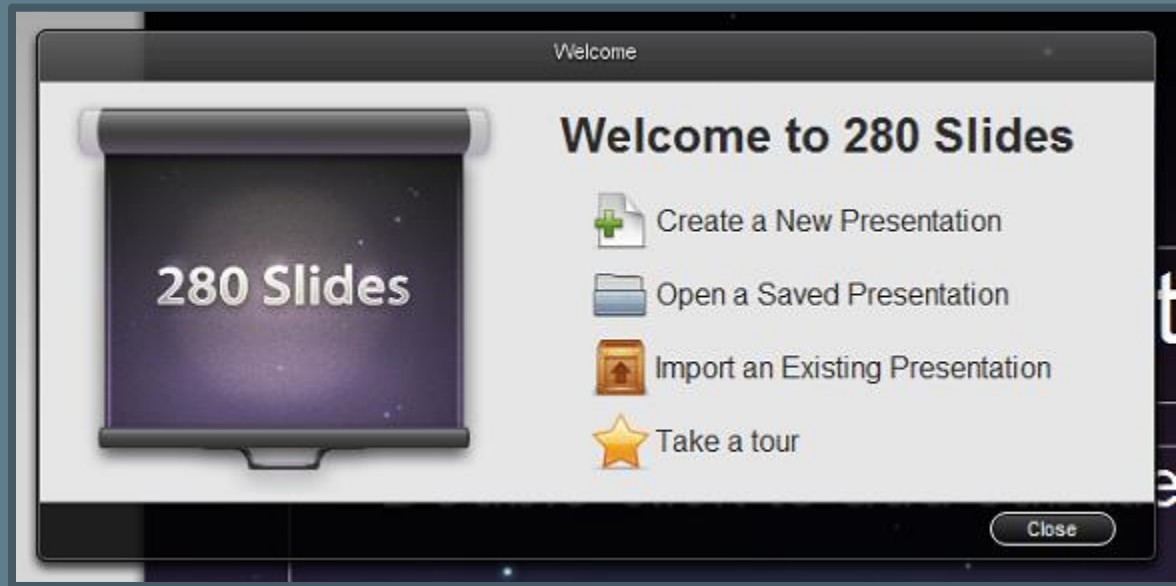 Welcome
280 Slides
Welcome to 280 Slides
Create a New Presentation
Open a Saved Presentation
Import an Existing Presentation
Take a tour
Close